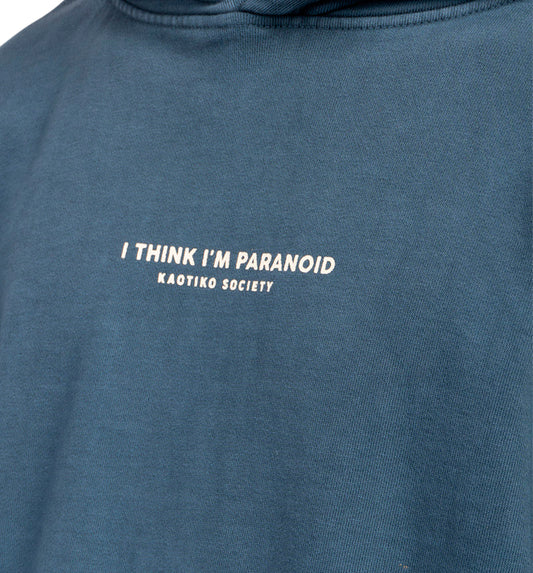 I THINK I'M PARANOID
KAOTIKO SOCIETY